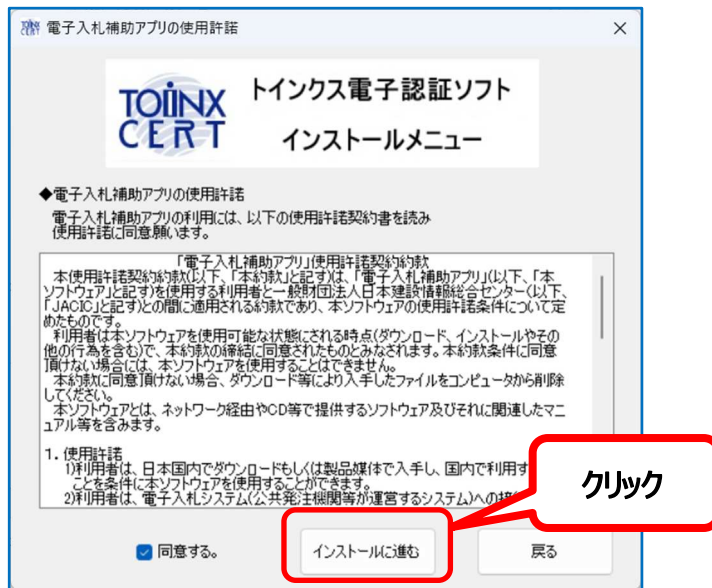 電子入札補助アプリの使用許諾
TOiNX
CERT
トインクス電子認証ソフト
インストールメニュー
◆電子入札補助アプリの使用許諾
電子入札補助アプリの利用には、以下の使用許諾契約書を読み
使用許諾に同意願います。
「電子入札補助アプリ」使用許諾契約約款
本使用許諾契約約款(以下、「本約款」と記す)は、「電子入札補助アプリ」(以下、「本
ソフトウェア」と記す)を使用する利用者と一般財団法人日本建設情報総合センター(以下、
「JACIC」と記す)との間に適用される約款であり、本ソフトウェアの使用許諾条件について定
めたものです。
利用者は本ソフトウェアを使用可能な状態にされる時点(ダウンロード、インストールやその
他の行為を含む)で、本約款の締結に同意されたものとみなされます。本約款条件に同意
頂けない場合には、本ソフトウェアを使用することはできません。
本約款に同意頂けない場合、ダウンロード等により入手したファイルをコンピュータから削除
してください。
本ソフトウェアとは、ネットワーク経由やCD等で提供するソフトウェア及びそれに関連したマニ
ュアル等を含みます。
1. 使用許諾
1)利用者は、日本国内でダウンロードもしくは製品媒体で入手し、国内で利用す
ることを条件に本ソフトウェアを使用することができます。
2)利用者は、電子入札システム(公共発注機関等が運営するシステム)への接
クリック
同意する。
インストールに進む
戻る